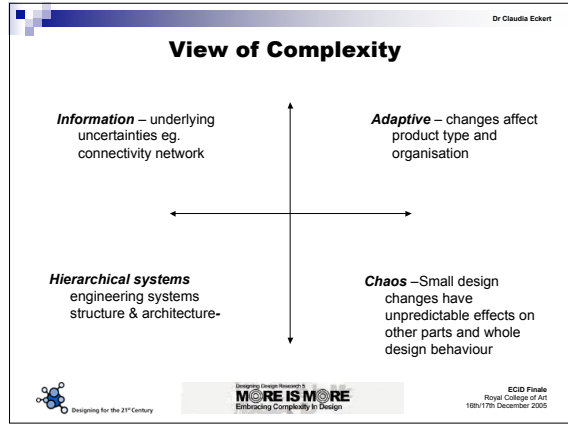 Dr Claudia Eckert
View of Complexity
Information – underlying
uncertainties eg.
connectivity network
Adaptive – changes affect
product type and
organisation
Hierarchical systems
engineering systems
structure & architecture-
Chaos –Small design
changes have
unpredictable effects on
other parts and whole
design behaviour
Designing for the 21st Century
Designing Design Research 5
MORE IS MORE
Embracing Complexity in Design
ECiD Finale
Royal College of Art
16th/17th December 2005